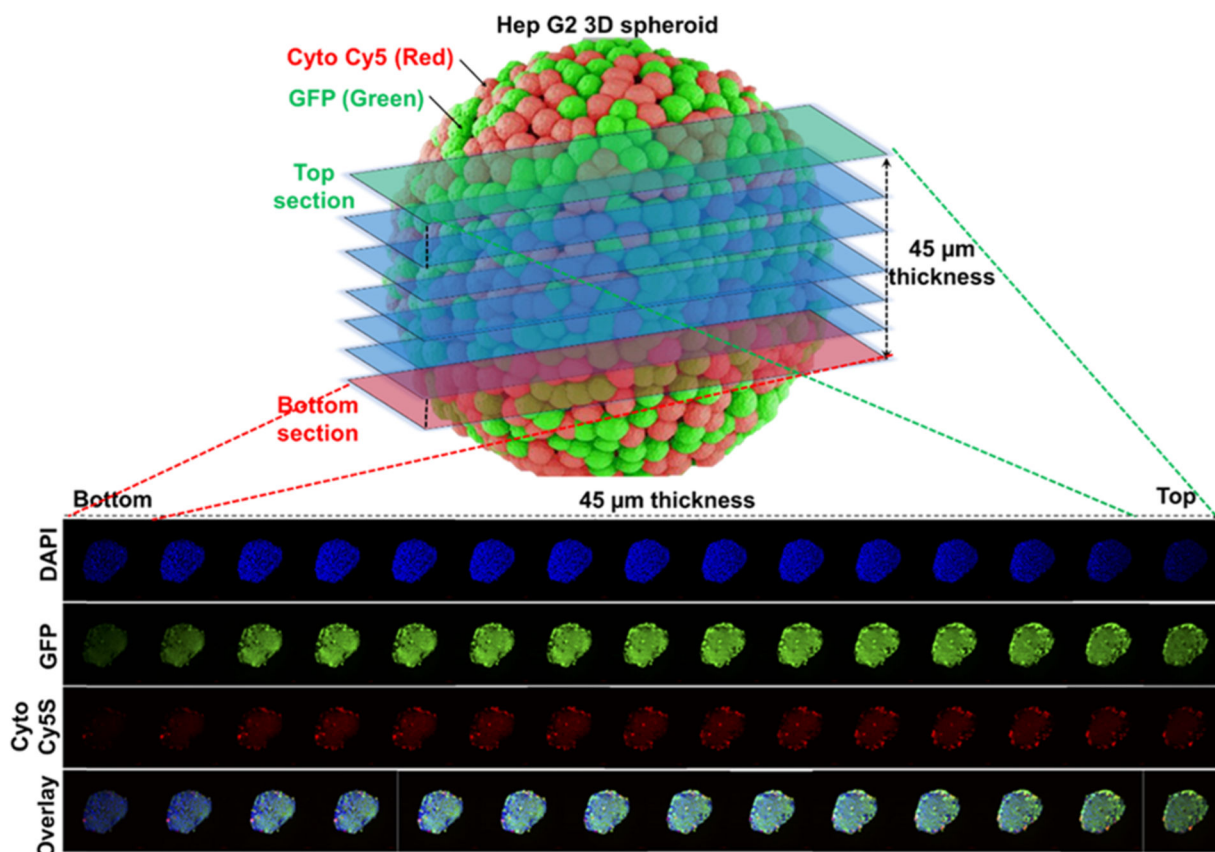 Hep G2 3D spheroid
Cyto Cy5 (Red)
GFP (Green)
Top
section
45 µm
thickness
Bottom
section
Bottom
45 µm thickness
Top
DAPI
GFP
Cyto
Cy5S
Overlay